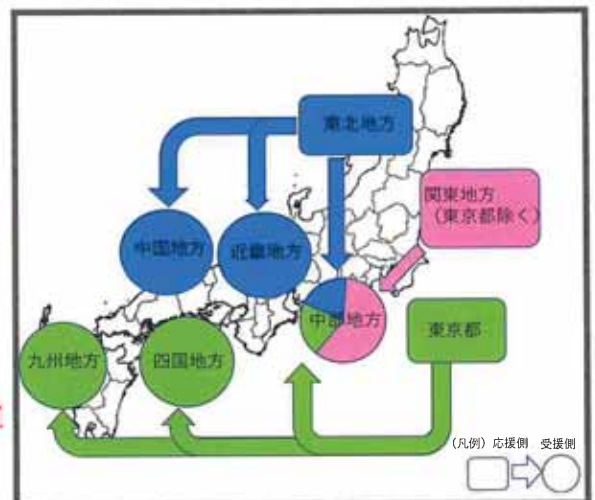 東北地方
関東地方
(東京都除く)
中国地方
近畿地方
中部地方
東京都
九州地方
四国地方
(凡例) 応援側 受援側